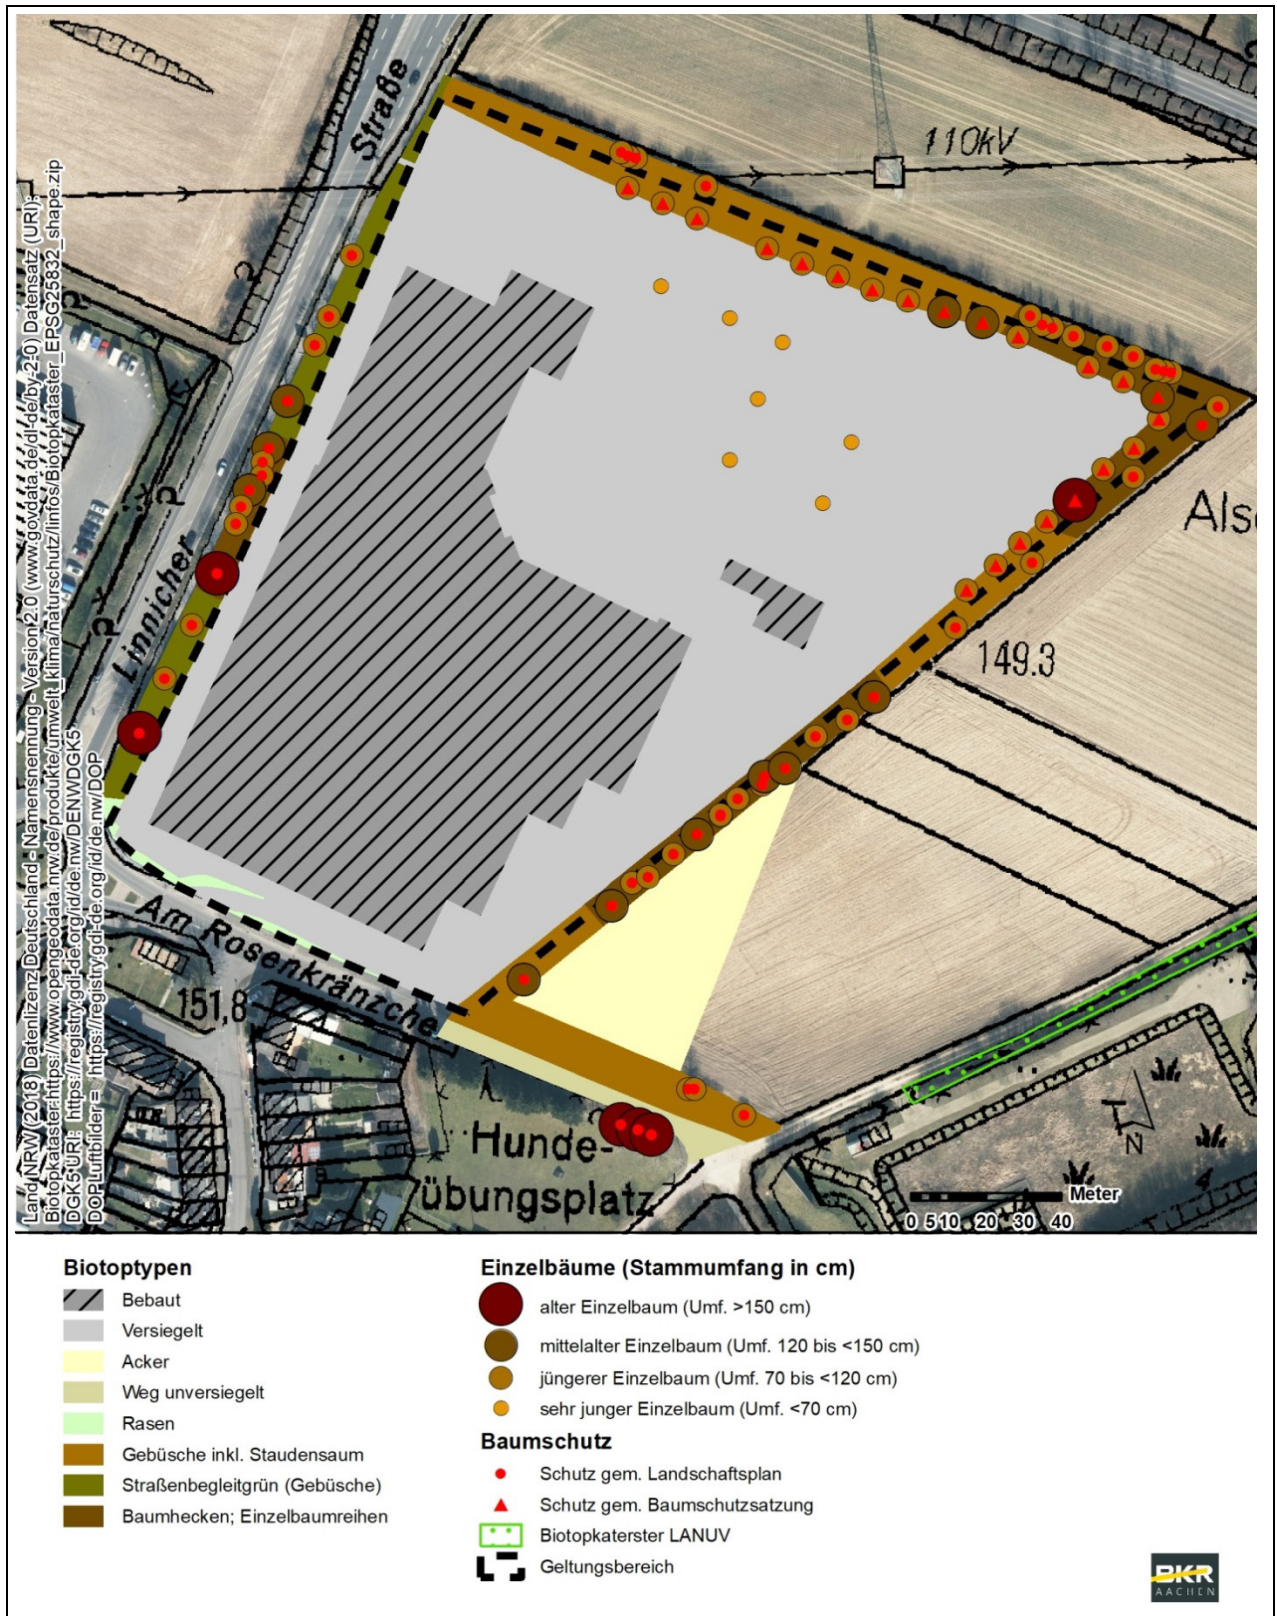 Straße
110kV
Als
Linnicher
149.3
Am Rosenkränzche
151,8
Hunde-
übungsplatz
N
Meter
0 5 10 20 30 40
Land NRW (2018) Datenlizenz Deutschland - Namensnennung - Version 2.0 (www.govdata.de/dl-de/by-2-0) Datensatz (URI):
Biotopkataster:https://www.opengeodata.nrw.de/produkte/umwelt_klima/naturschutz/linfos/Biotopkataster_EPSG25832_shape.zip
DGK5 URI: https://registry.gdi-de.org/id/de.nw/DENWDGK5
DOP Luftbilder = https://registry.gdi-de.org/id/de.nw/DOP
Biotoptypen
Bebaut
Versiegelt
Acker
Weg unversiegelt
Rasen
Gebüsche inkl. Staudensaum
Straßenbegleitgrün (Gebüsche)
Baumhecken; Einzelbaumreihen
Einzelbäume (Stammumfang in cm)
alter Einzelbaum (Umf. >150 cm)
mittelalter Einzelbaum (Umf. 120 bis <150 cm)
jüngerer Einzelbaum (Umf. 70 bis <120 cm)
sehr junger Einzelbaum (Umf. <70 cm)
Baumschutz
Schutz gem. Landschaftsplan
Schutz gem. Baumschutzsatzung
Biotopkaterster LANUV
Geltungsbereich
BKR
AACHEN